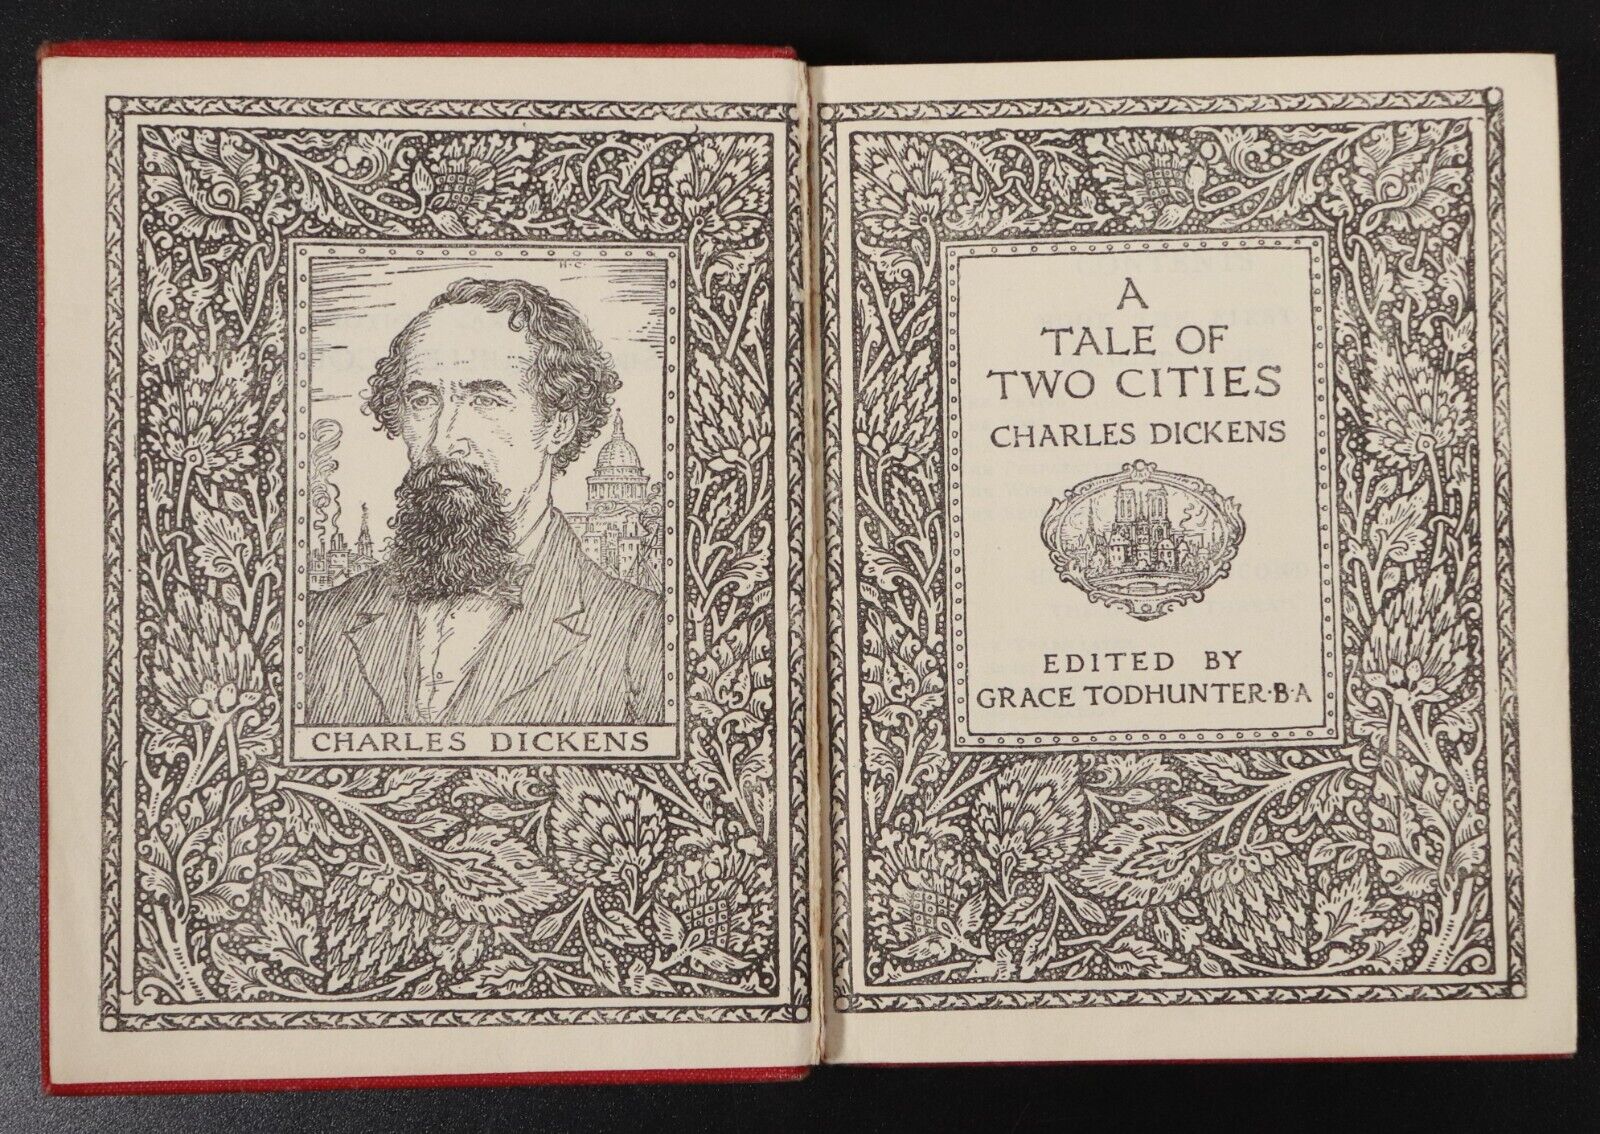 H.C.
CHARLES DICKENS
A
TALE OF
TWO CITIES
CHARLES DICKENS
EDITED BY
GRACE TODHUNTER·B·A